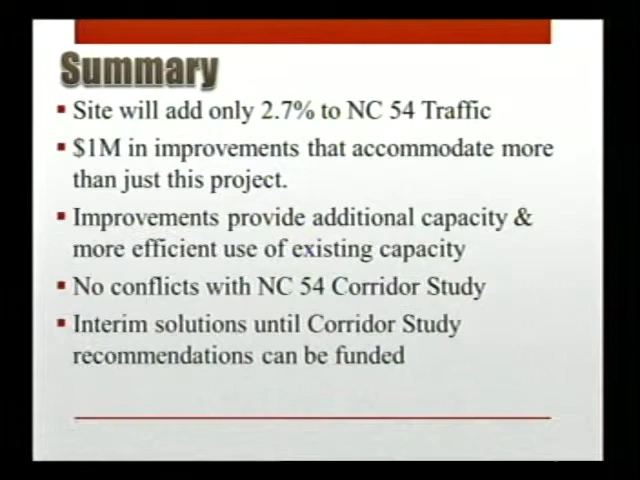 Summary
▪ Site will add only 2.7% to NC 54 Traffic
▪ $1M in improvements that accommodate more
than just this project.
▪ Improvements provide additional capacity &
more efficient use of existing capacity
▪ No conflicts with NC 54 Corridor Study
▪ Interim solutions until Corridor Study
recommendations can be funded